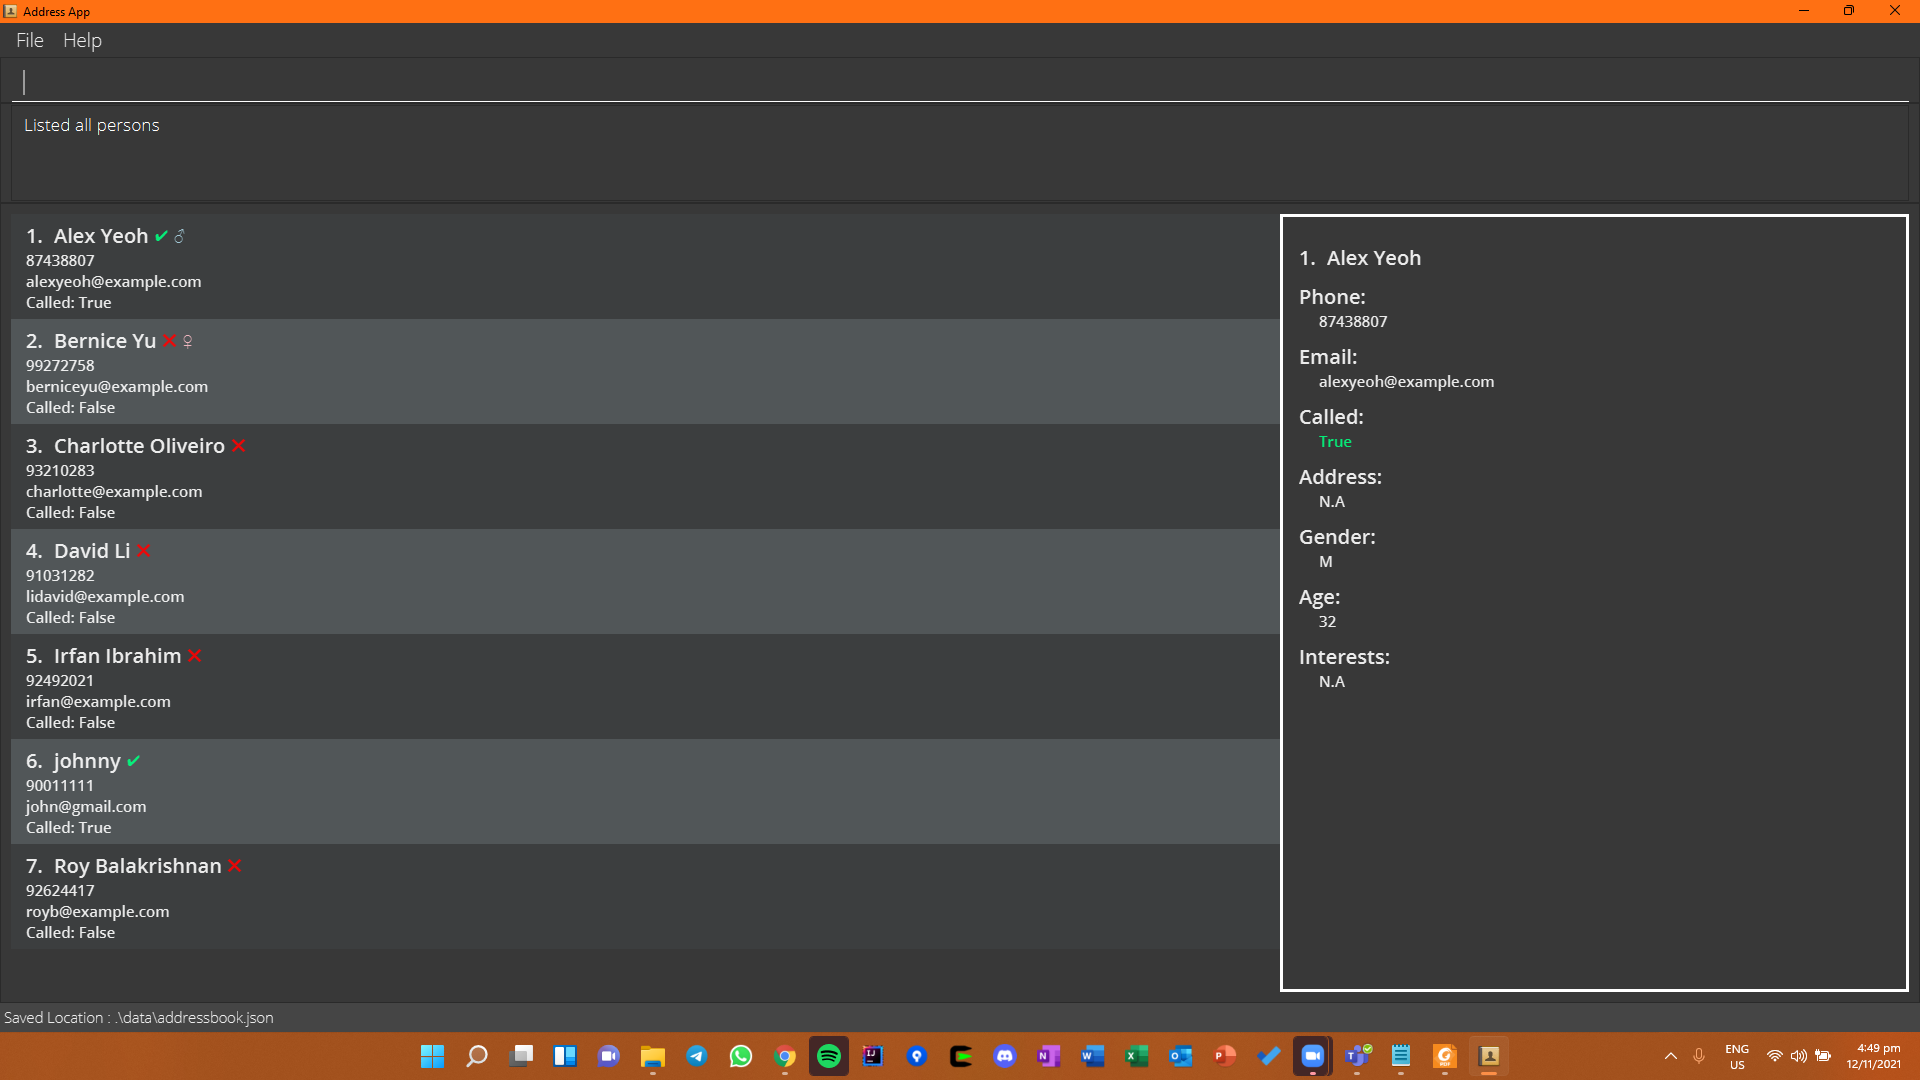 Address App
File Help
Listed all persons
1. Alex Yeoh ✔ ♂
87438807
alexyeoh@example.com
Called: True
2. Bernice Yu ❌ ♀
99272758
berniceyu@example.com
Called: False
3. Charlotte Oliveiro ❌
93210283
charlotte@example.com
Called: False
4. David Li ❌
91031282
lidavid@example.com
Called: False
5. Irfan Ibrahim ❌
92492021
irfan@example.com
Called: False
6. johnny ✔
90011111
john@gmail.com
Called: True
7. Roy Balakrishnan ❌
92624417
royb@example.com
Called: False
1. Alex Yeoh
Phone:
87438807
Email:
alexyeoh@example.com
Called:
True
Address:
N.A
Gender:
M
Age:
32
Interests:
N.A
Saved Location : .\data\addressbook.json
ENG
US
4:49 pm
12/11/2021